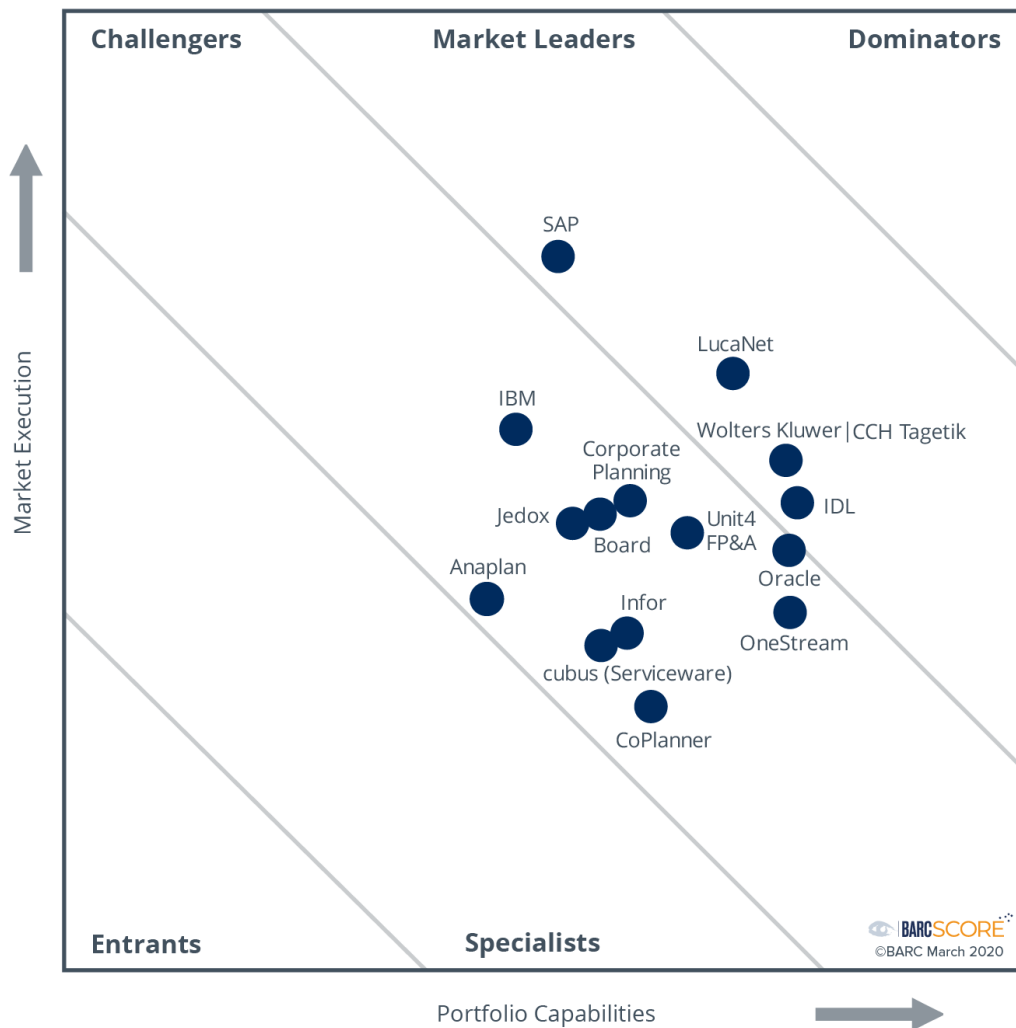 Challengers
Market Leaders
Dominators
SAP
LucaNet
IBM
Wolters Kluwer|CCH Tagetik
Corporate
Planning
IDL
Jedox
Board
Unit4
FP&A
Anaplan
Oracle
Infor
OneStream
cubus (Serviceware)
CoPlanner
Entrants
Specialists
BARCSCORE
©BARC March 2020
Market Execution
Portfolio Capabilities